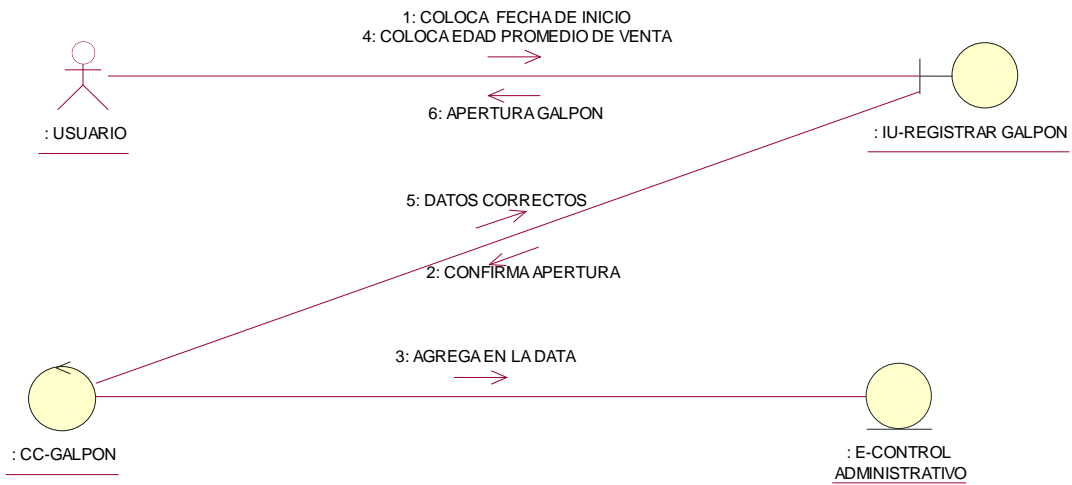 1: COLOCA FECHA DE INICIO
4: COLOCA EDAD PROMEDIO DE VENTA
6: APERTURA GALPON
: USUARIO
: IU-REGISTRAR GALPON
5: DATOS CORRECTOS
2: CONFIRMA APERTURA
3: AGREGA EN LA DATA
: CC-GALPON
: E-CONTROL
ADMINISTRATIVO